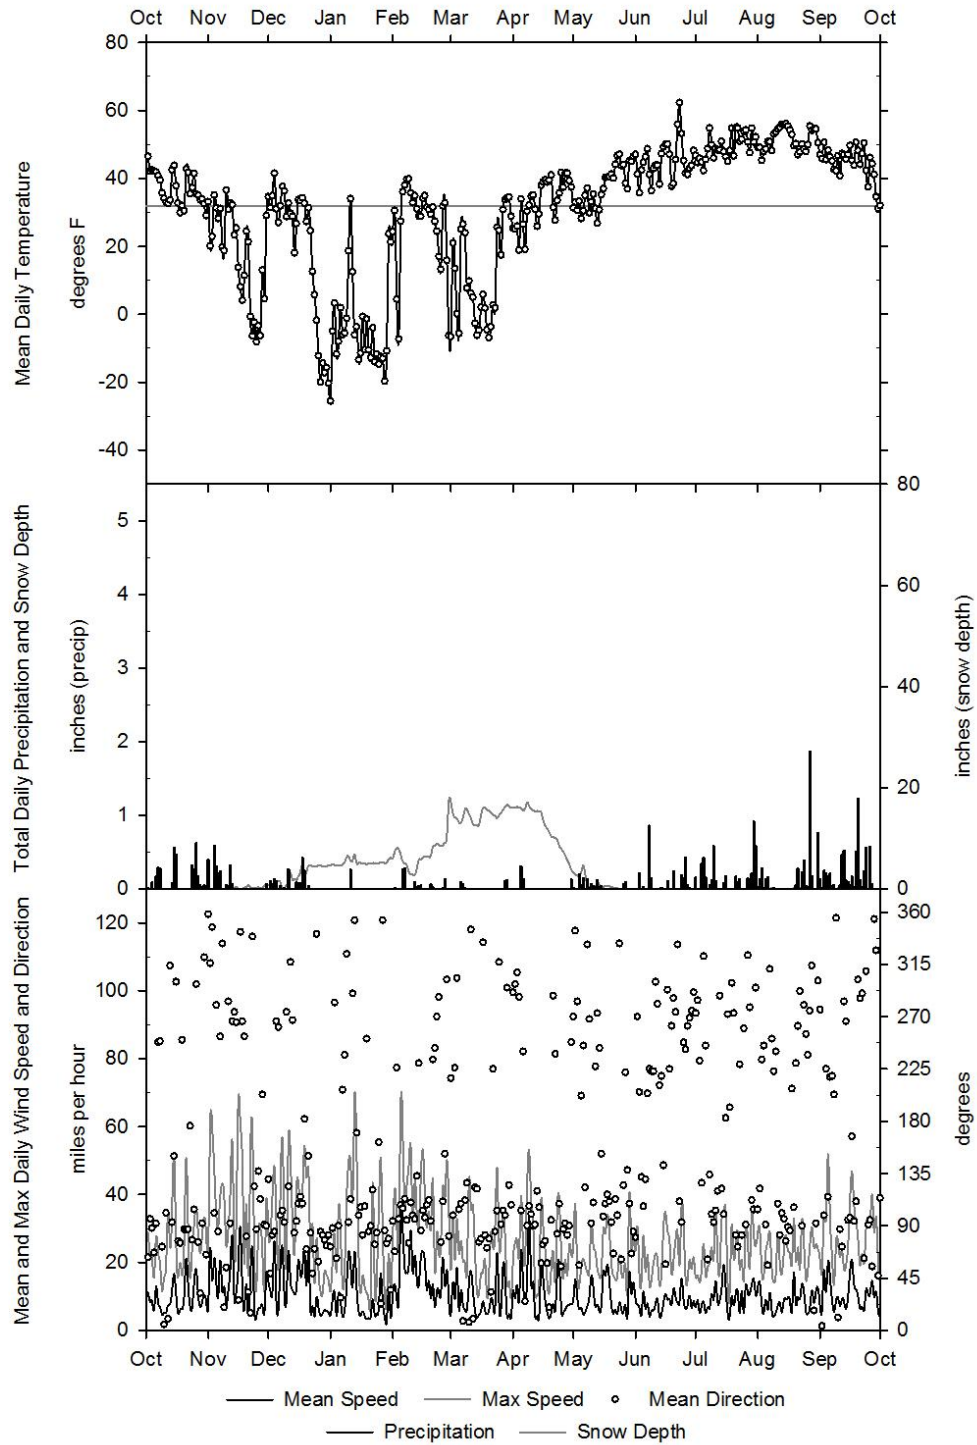 Oct Nov Dec Jan Feb Mar Apr May Jun Jul Aug Sep Oct
80
60
40
20
0
-20
-40
Mean Daily Temperature
degrees F
5
4
3
2
1
0
Total Daily Precipitation and Snow Depth
inches (precip)
80
60
40
20
0
inches (snow depth)
120
100
80
60
40
20
0
Mean and Max Daily Wind Speed and Direction
miles per hour
360
315
270
225
180
135
90
45
0
degrees
Oct Nov Dec Jan Feb Mar Apr May Jun Jul Aug Sep Oct
Mean Speed Max Speed Mean Direction
Precipitation Snow Depth